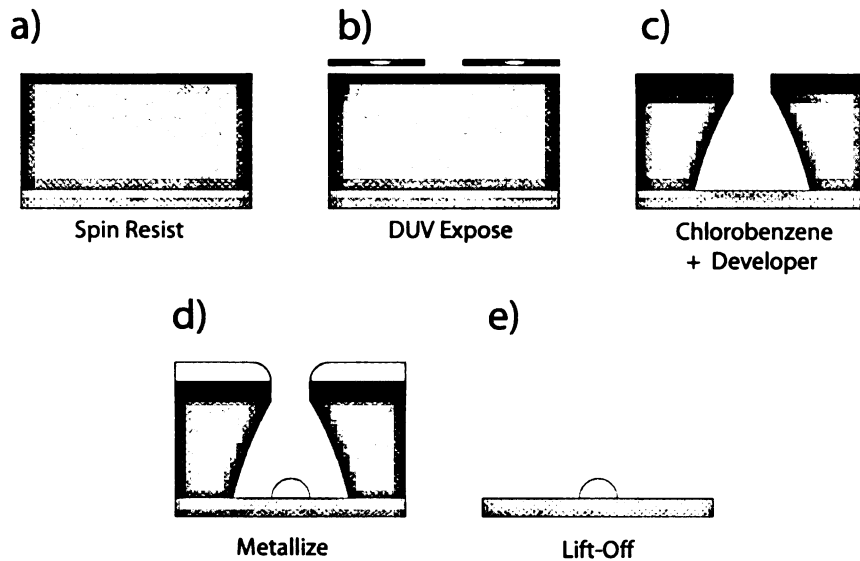 a)
b)
c)
Spin Resist
DUV Expose
Chlorobenzene
+ Developer
d)
e)
Metallize
Lift-Off